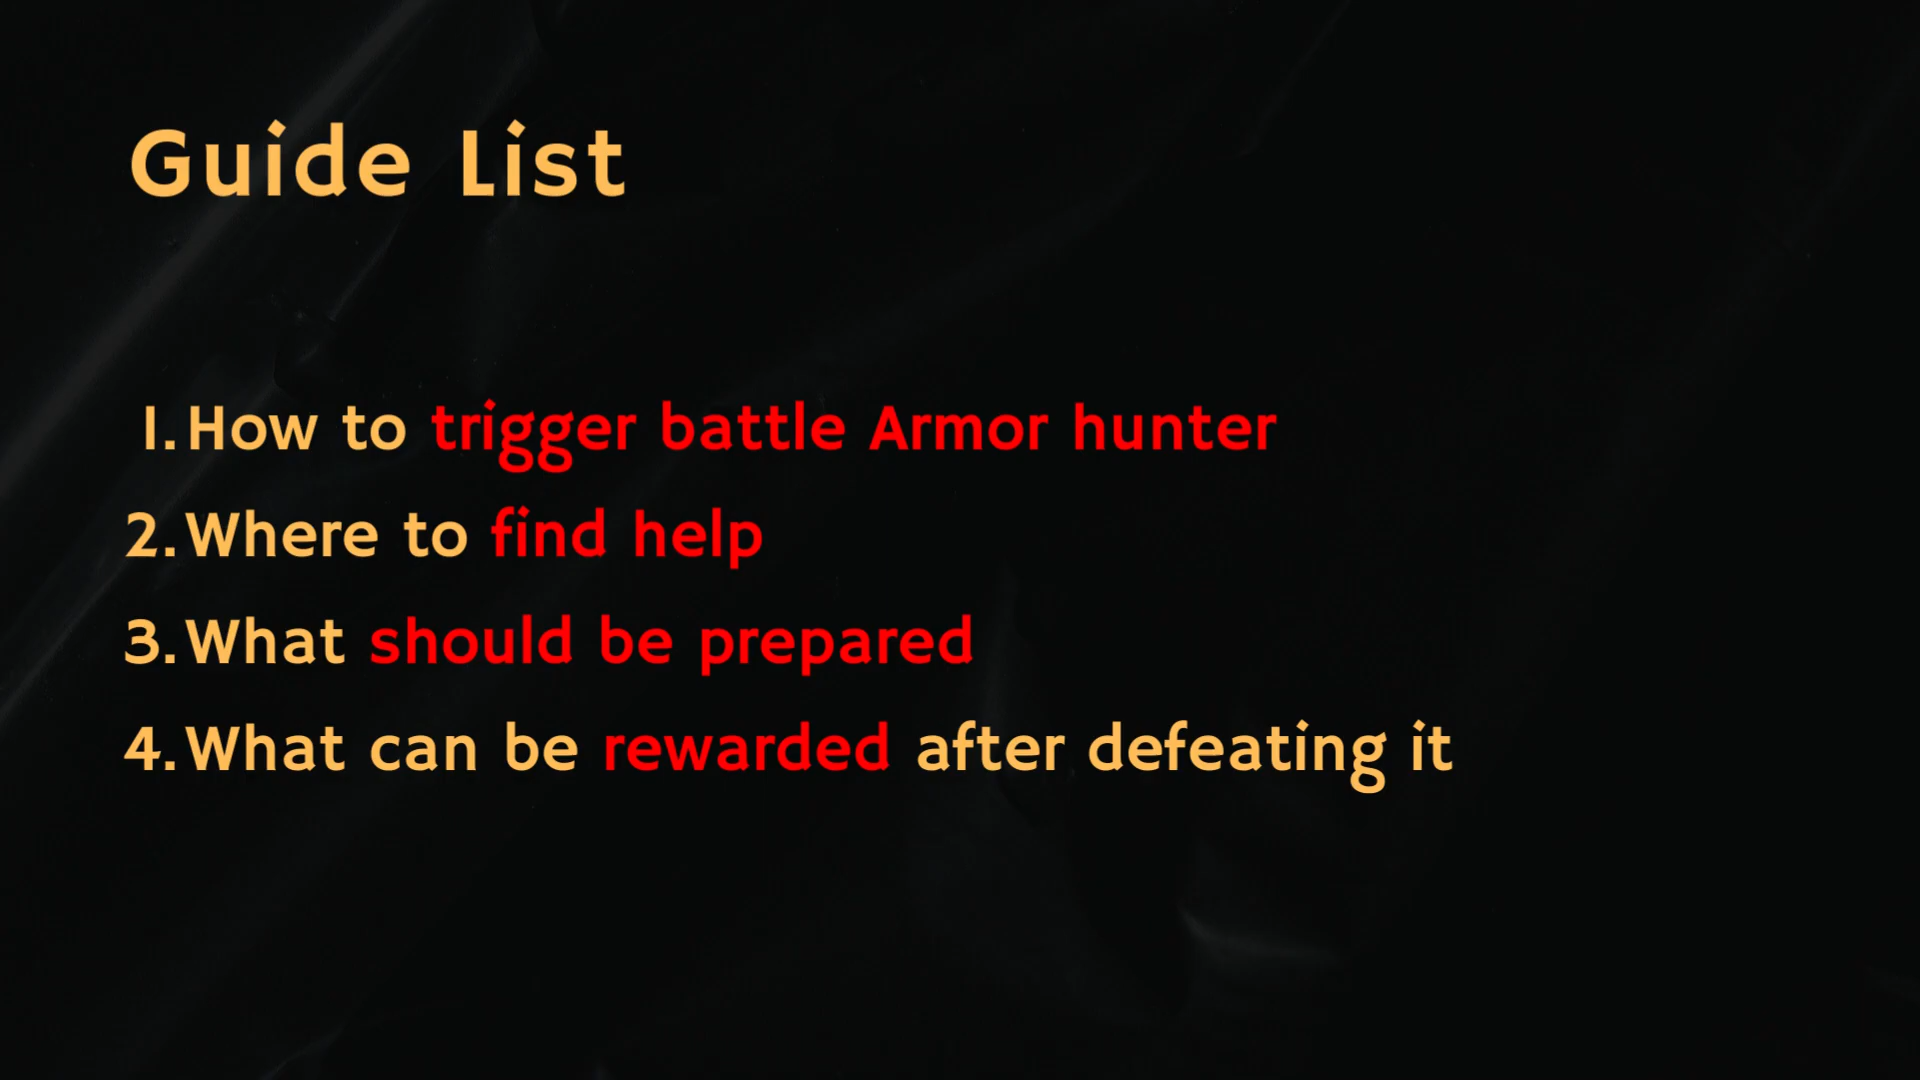 Guide List
1. How to trigger battle Armor hunter
2. Where to find help
3. What should be prepared
4. What can be rewarded after defeating it